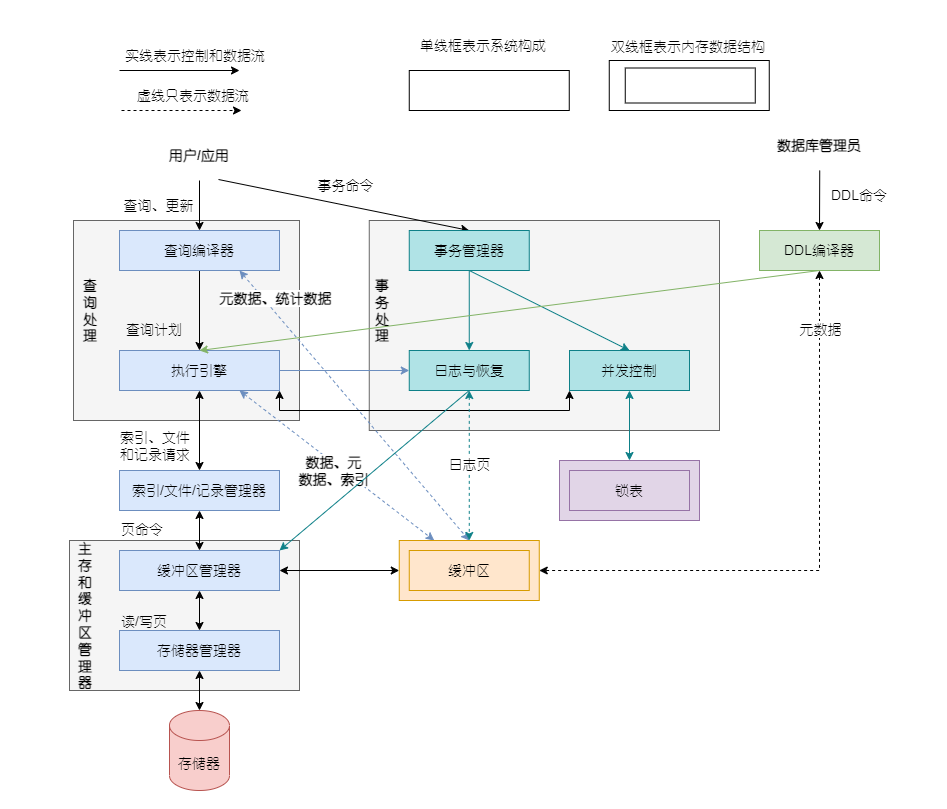 实线表示控制和数据流
单线框表示系统构成
双线框表示内存数据结构
虚线只表示数据流
用户/应用
数据库管理员
事务命令
DDL命令
查询、更新
查询编译器
事务管理器
DDL编译器
查
询
处
理
元数据、统计数据
事
务
处
理
查询计划
元数据
执行引擎
日志与恢复
并发控制
索引、文件
和记录请求
数据、元
数据、索引
日志页
索引/文件/记录管理器
锁表
页命令
主
存
和
缓
冲
区
管
理
器
缓冲区管理器
缓冲区
读/写页
存储器管理器
存储器